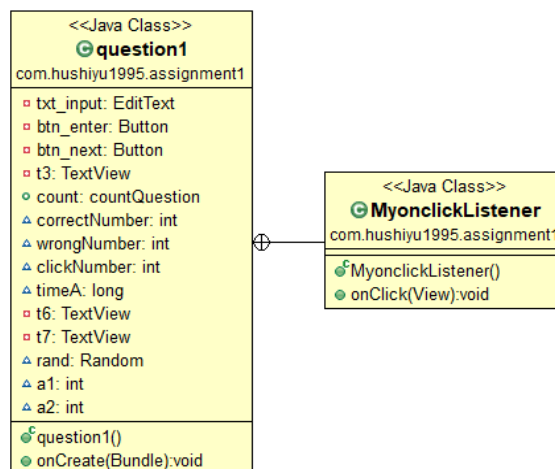 <<Java Class>>
question1
com.hushiyu1995.assignment1
txt_input: EditText
btn_enter: Button
btn_next: Button
t3: TextView
count: countQuestion
correctNumber: int
wrongNumber: int
clickNumber: int
timeA: long
t6: TextView
t7: TextView
rand: Random
a1: int
a2: int
question1()
onCreate(Bundle):void
<<Java Class>>
MyonclickListener
com.hushiyu1995.assignment1
MyonclickListener()
onClick(View):void